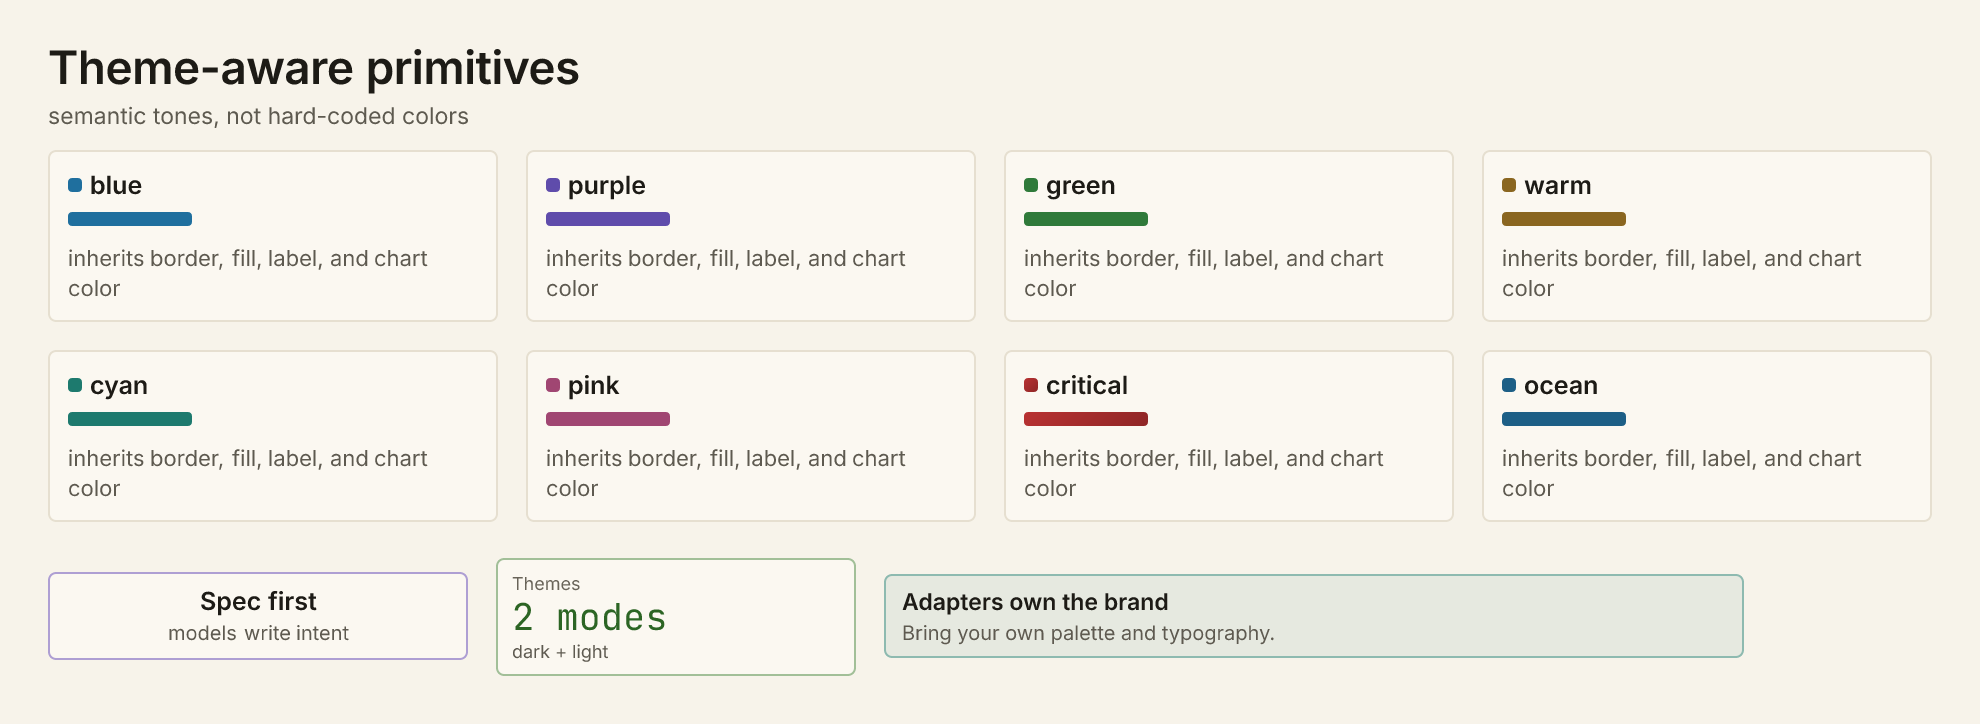 Theme-aware primitives
semantic tones, not hard-coded colors
blue
inherits border, fill, label, and chart
color
purple
inherits border, fill, label, and chart
color
green
inherits border, fill, label, and chart
color
warm
inherits border, fill, label, and chart
color
cyan
inherits border, fill, label, and chart
color
pink
inherits border, fill, label, and chart
color
critical
inherits border, fill, label, and chart
color
ocean
inherits border, fill, label, and chart
color
Spec first
models write intent
Themes
2 modes
dark + light
Adapters own the brand
Bring your own palette and typography.